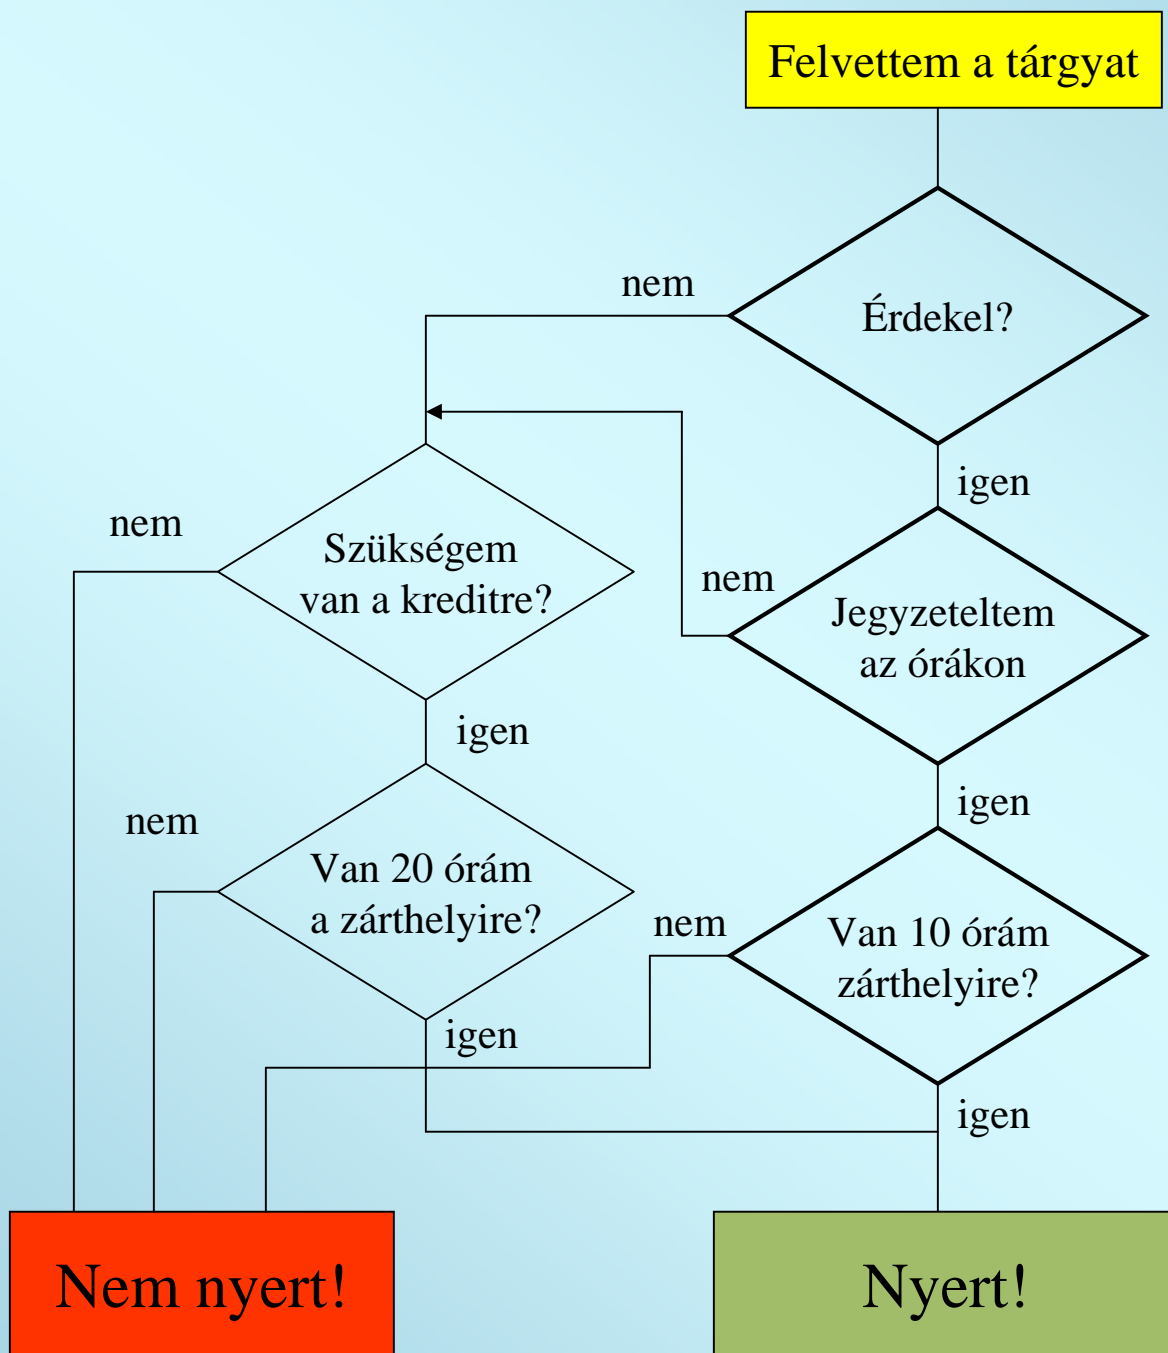 Felvettem a tárgyat
nem
Érdekel?
igen
nem
Szükségem
van a kreditre?
nem
Jegyzeteltem
az órákon
igen
igen
nem
Van 20 órám
a zárthelyire?
nem
Van 10 órám
zárthelyire?
igen
igen
Nem nyert!
Nyert!